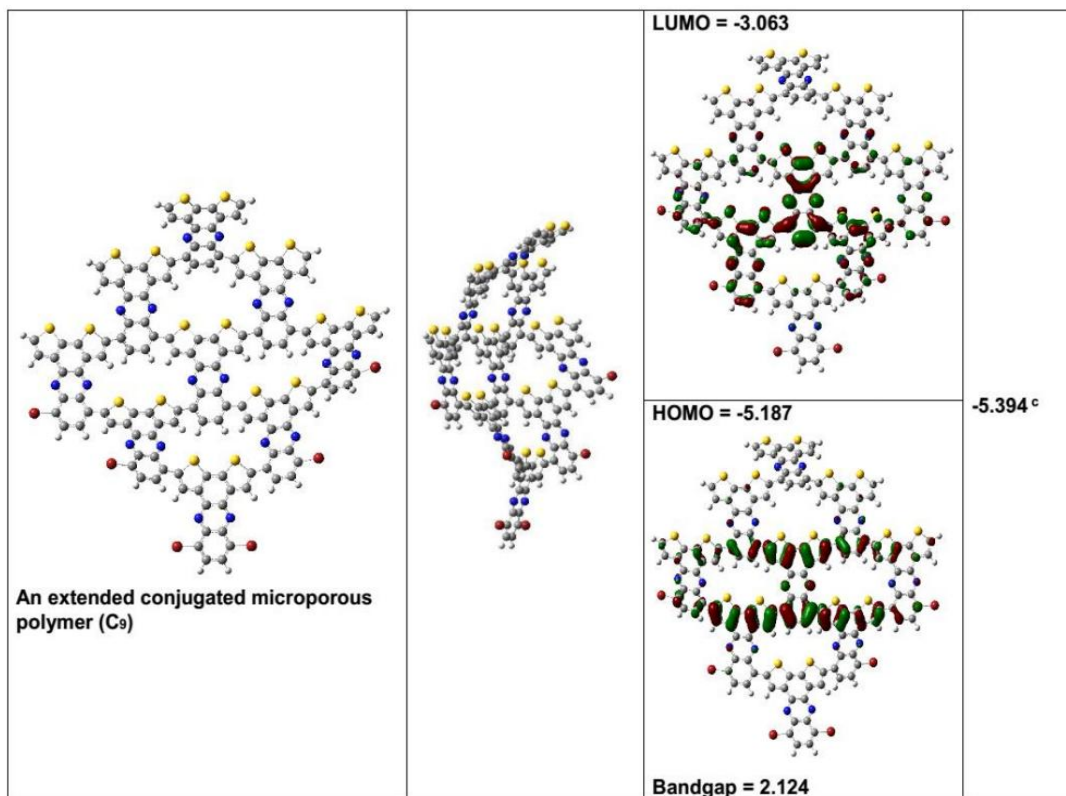 LUMO = -3.063
HOMO = -5.187
-5.394 c
An extended conjugated microporous
polymer (C9)
Bandgap = 2.124